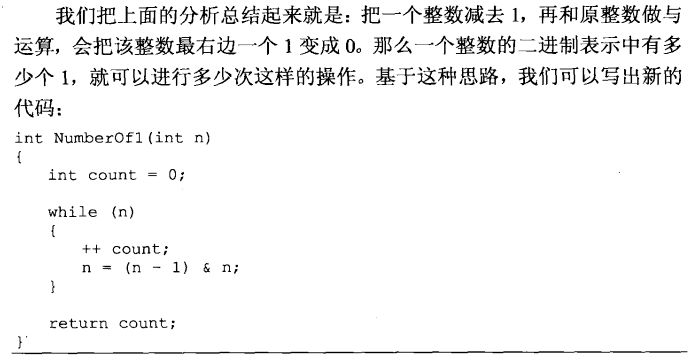 我们把上面的分析总结起来就是：把一个整数减去 1，再和原整数做与
运算，会把该整数最右边一个 1 变成 0。那么一个整数的二进制表示中有多
少个 1，就可以进行多少次这样的操作。基于这种思路，我们可以写出新的
代码：
int NumberOf1(int n)
{
    int count = 0;
    while (n)
    {
        ++ count;
        n = (n - 1) & n;
    }
    return count;
}